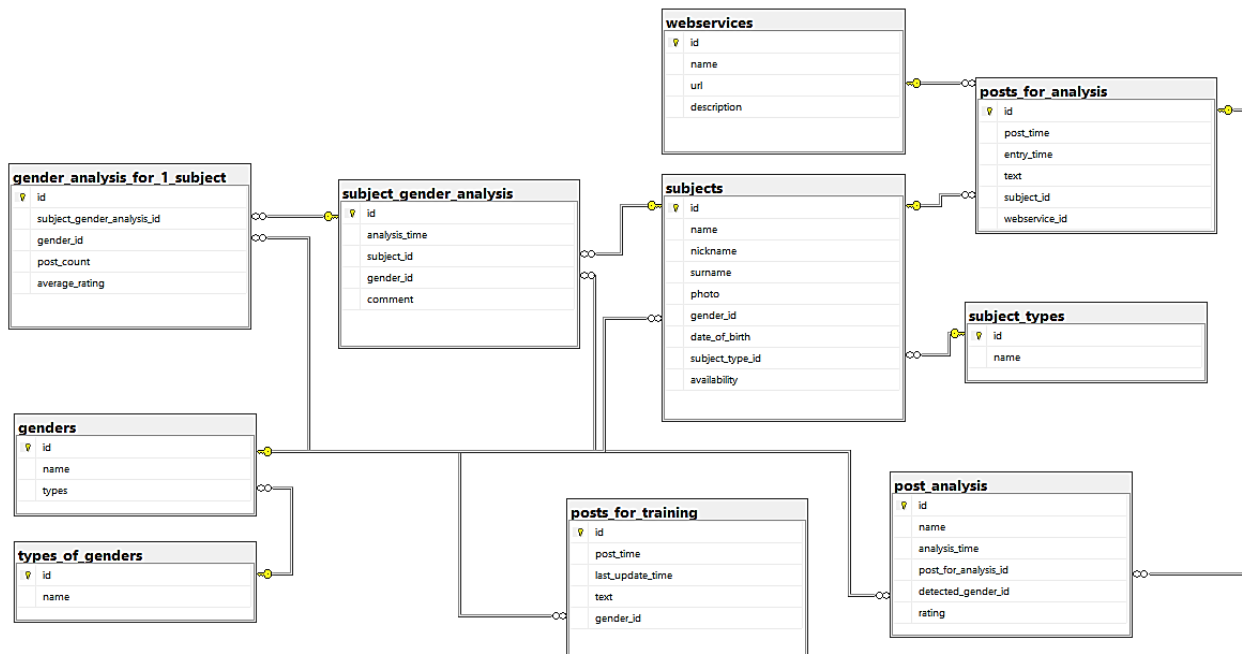 webservices
id
name
url
description
posts_for_analysis
id
post_time
entry_time
text
subject_id
webservice_id
gender_analysis_for_1_subject
id
subject_gender_analysis_id
gender_id
post_count
average_rating
subject_gender_analysis
id
analysis_time
subject_id
gender_id
comment
subjects
id
name
nickname
surname
photo
gender_id
date_of_birth
subject_type_id
availability
subject_types
id
name
genders
id
name
types
types_of_genders
id
name
posts_for_training
id
post_time
last_update_time
text
gender_id
post_analysis
id
name
analysis_time
post_for_analysis_id
detected_gender_id
rating